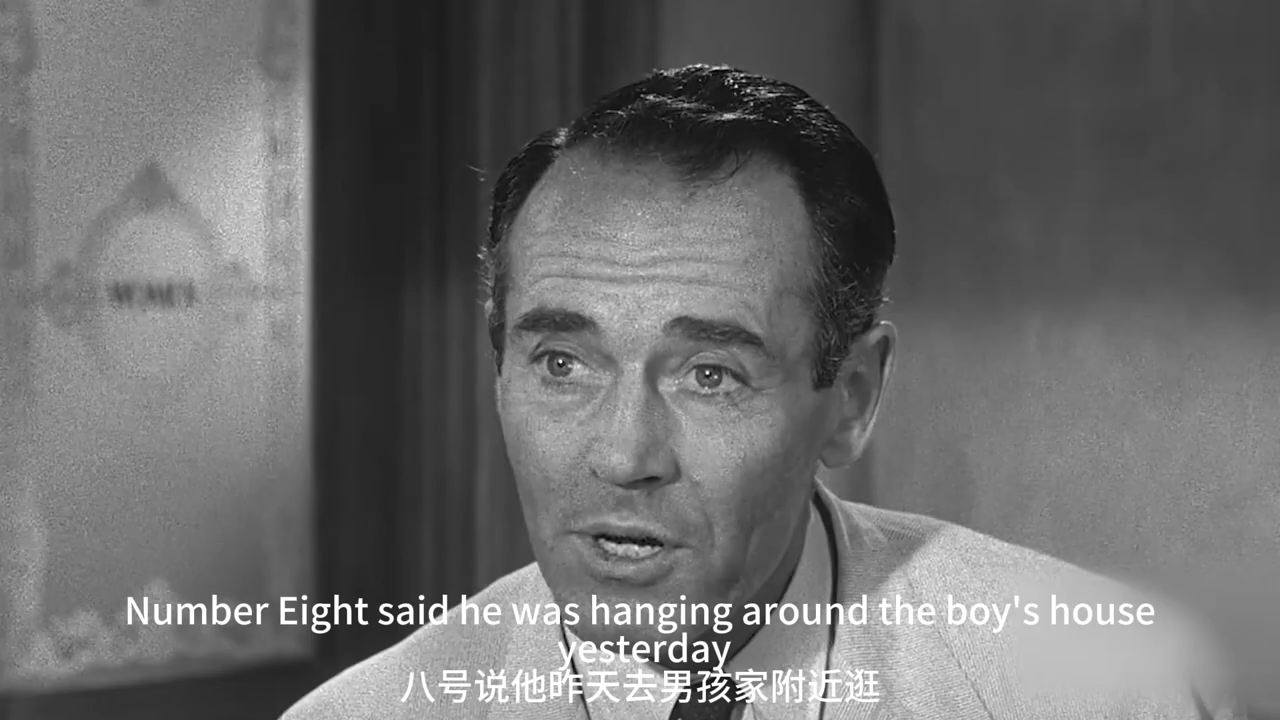 Number Eight said he was hanging around the boy's house
yesterday
八号说他昨天去男孩家附近逛